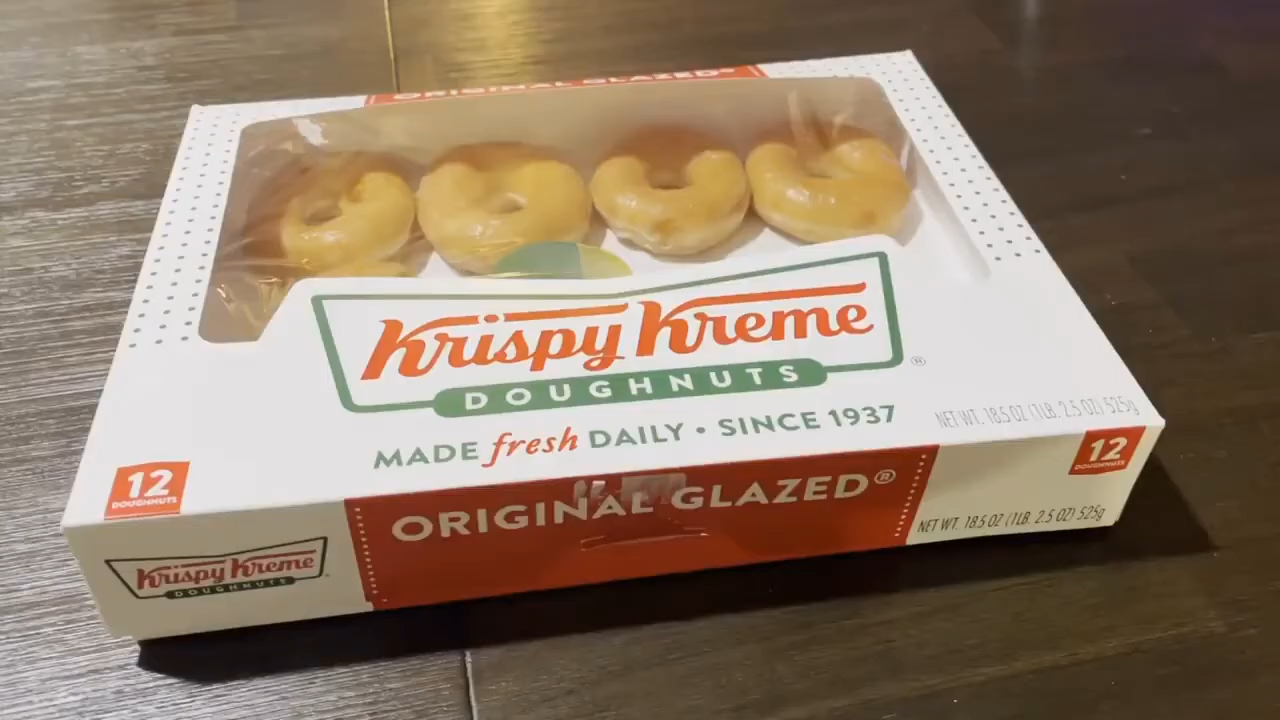 ORIGINAL GLAZED®
Krispy Kreme
DOUGHNUTS
®
MADE fresh DAILY • SINCE 1937
NET WT. 18.5 OZ (1LB. 2.5 OZ) 525g
12
DOUGHNUTS
12
DOUGHNUTS
ORIGINAL GLAZED®
NET WT. 18.5 OZ (1LB. 2.5 OZ) 525g
Krispy Kreme
DOUGHNUTS